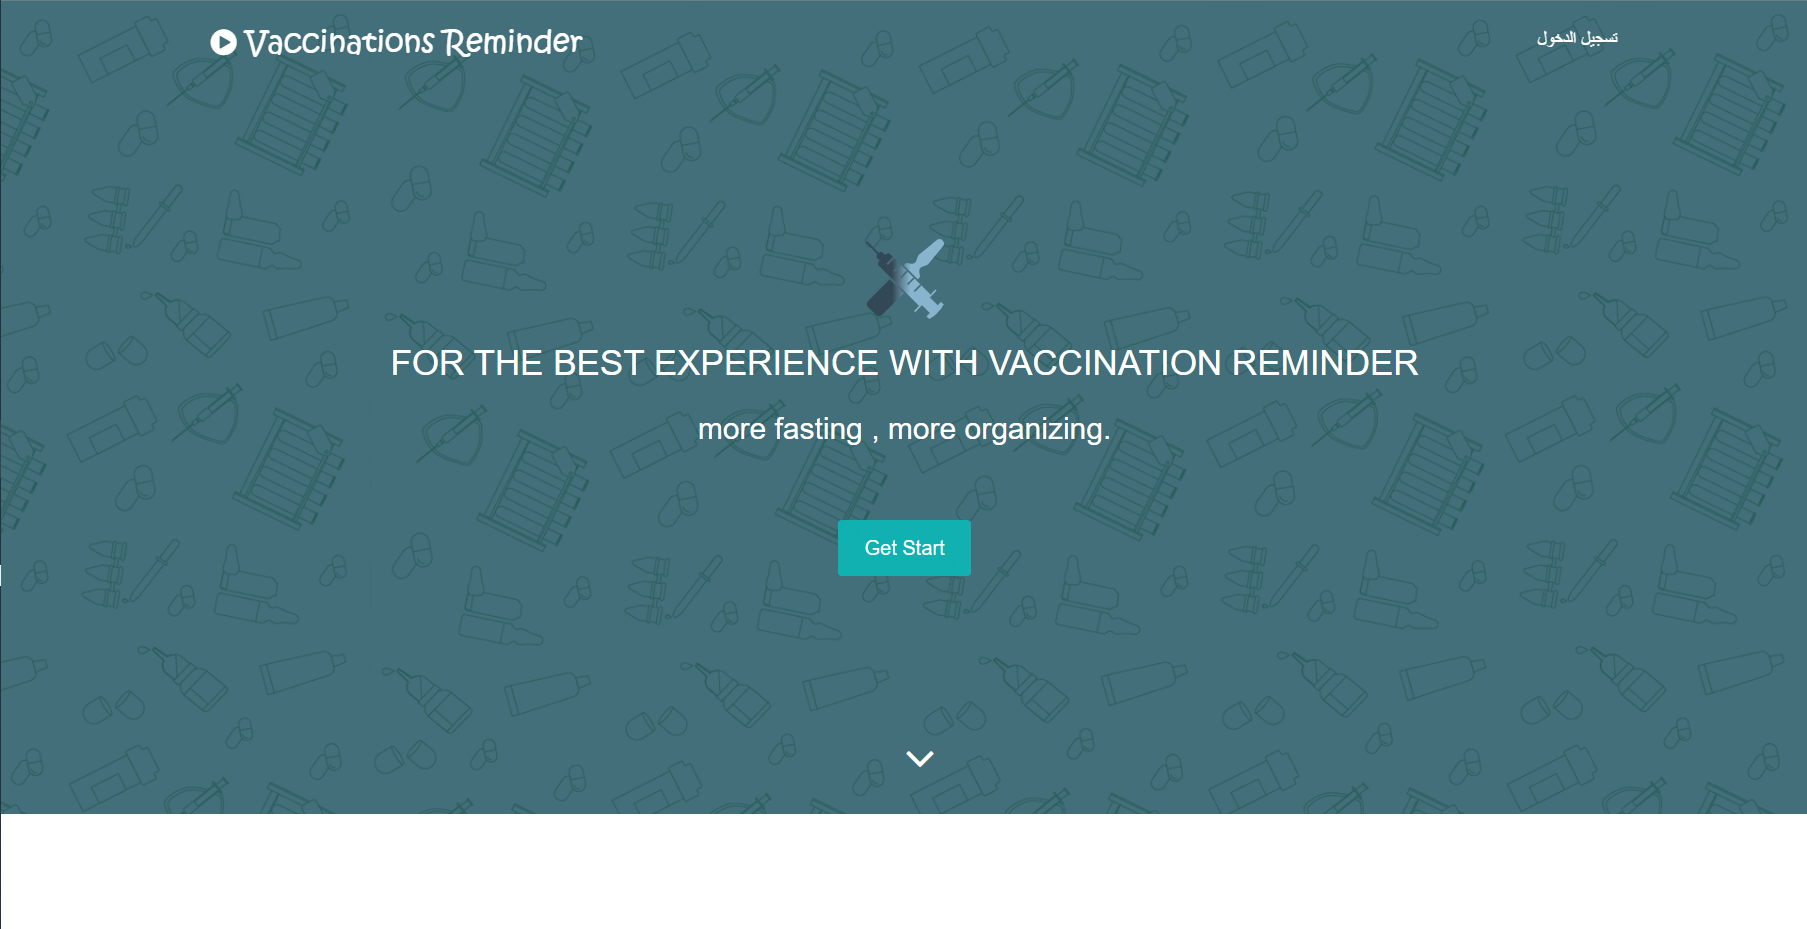 Vaccinations Reminder
تسجيل الدخول
FOR THE BEST EXPERIENCE WITH VACCINATION REMINDER
more fasting , more organizing.
Get Start